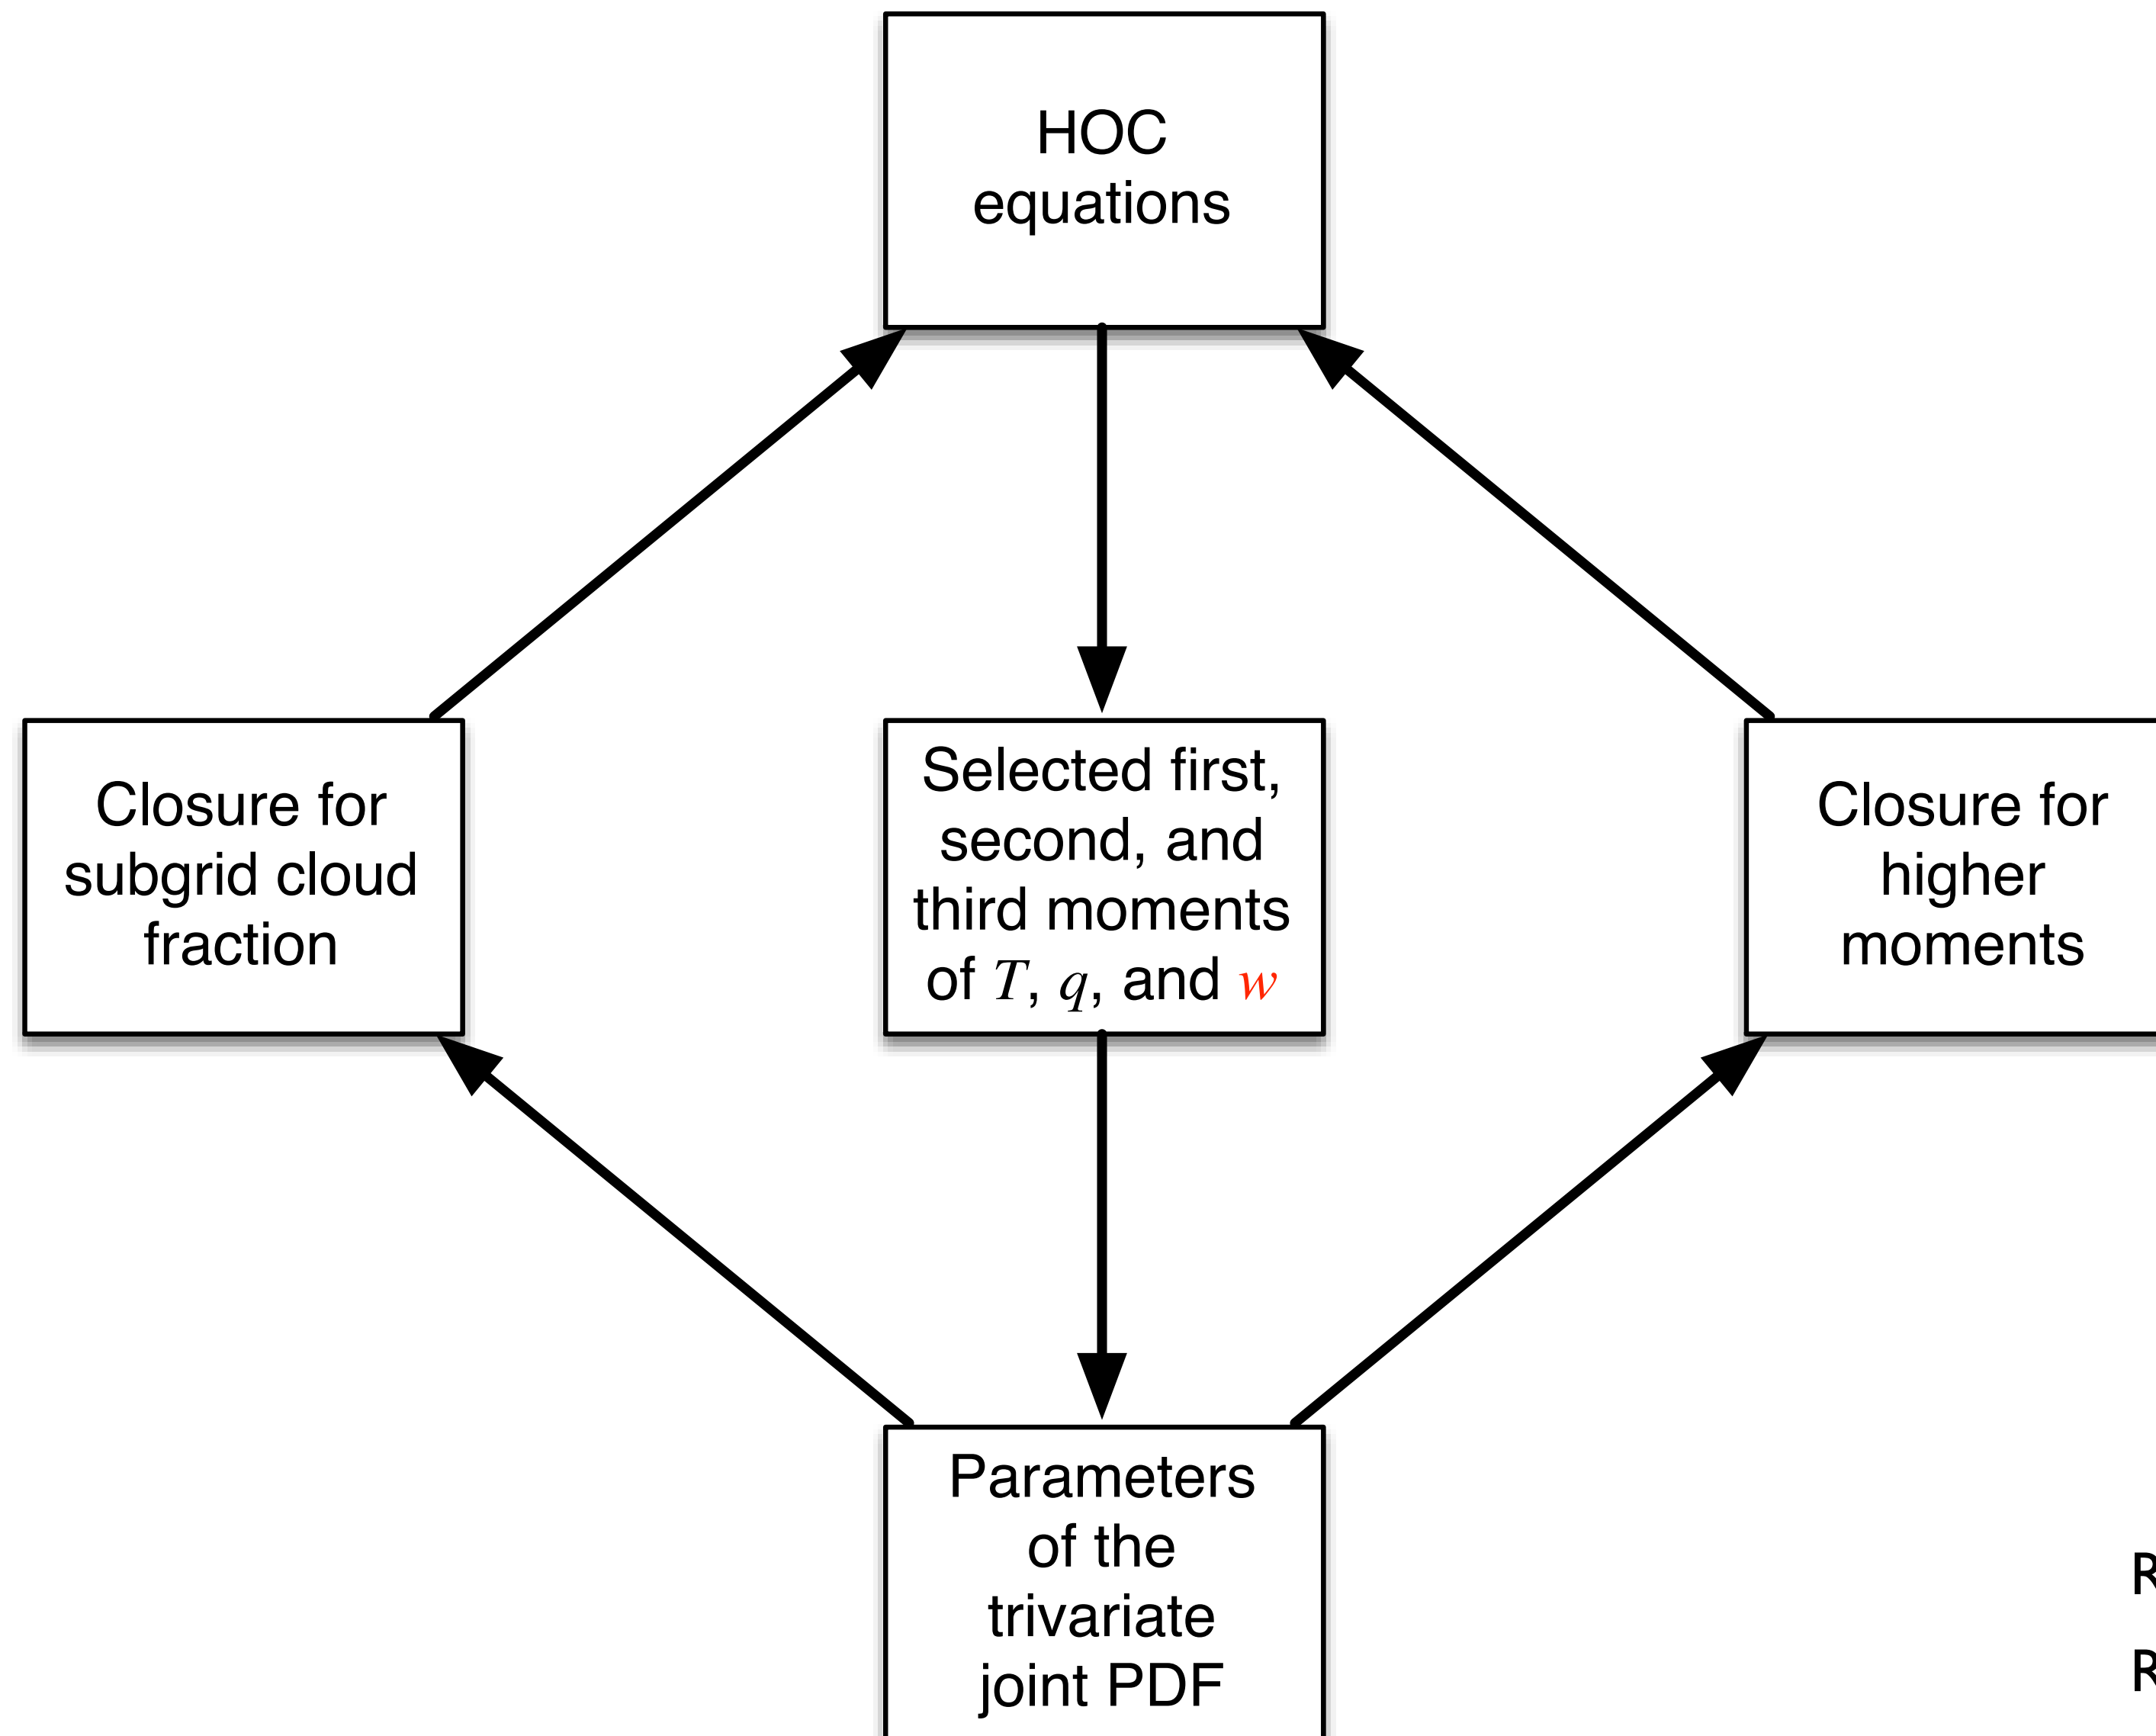 HOC
equations
Closure for
subgrid cloud
fraction
Selected first,
second, and
third moments
of T, q, and w
Closure for
higher
moments
Parameters
of the
trivariate
joint PDF
R
R